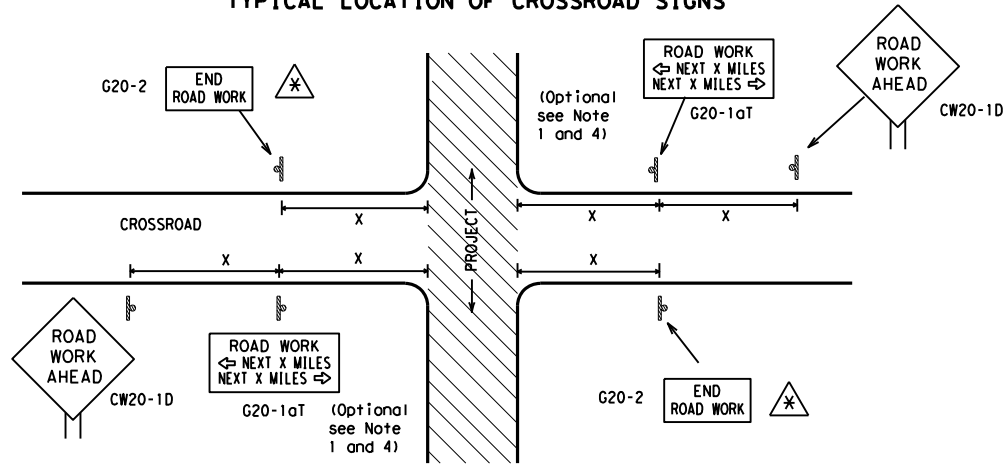 TYPICAL LOCATION OF CROSSROAD SIGNS
G20-2
END
ROAD WORK
*
(Optional
see Note
1 and 4)
ROAD WORK
⇦ NEXT X MILES
NEXT X MILES ⇨
G20-1aT
ROAD
WORK
AHEAD
CW20-1D
X
X
X
CROSSROAD
PROJECT
X
X
X
ROAD
WORK
AHEAD
CW20-1D
ROAD WORK
⇦ NEXT X MILES
NEXT X MILES ⇨
G20-1aT
(Optional
see Note
1 and 4)
G20-2
END
ROAD WORK
*